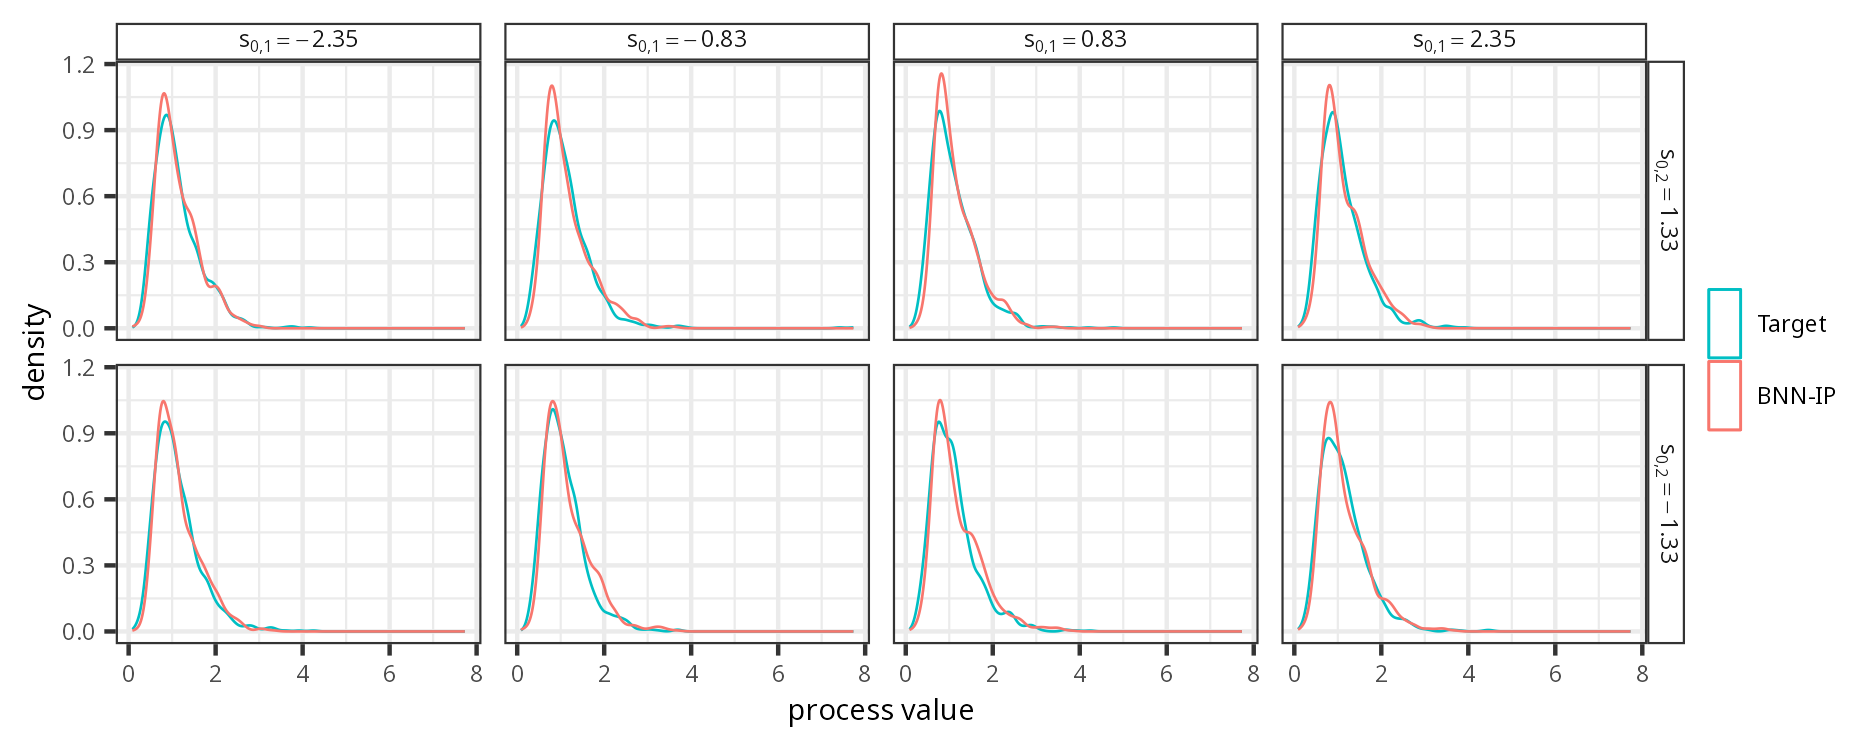 s0,1 = −2.35
s0,1 = −0.83
s0,1 = 0.83
s0,1 = 2.35
1.2
0.9
0.6
0.3
0.0
s0,2 = 1.33
1.2
0.9
0.6
0.3
0.0
s0,2 = −1.33
density
0 2 4 6 8
0 2 4 6 8
0 2 4 6 8
0 2 4 6 8
process value
Target
BNN-IP